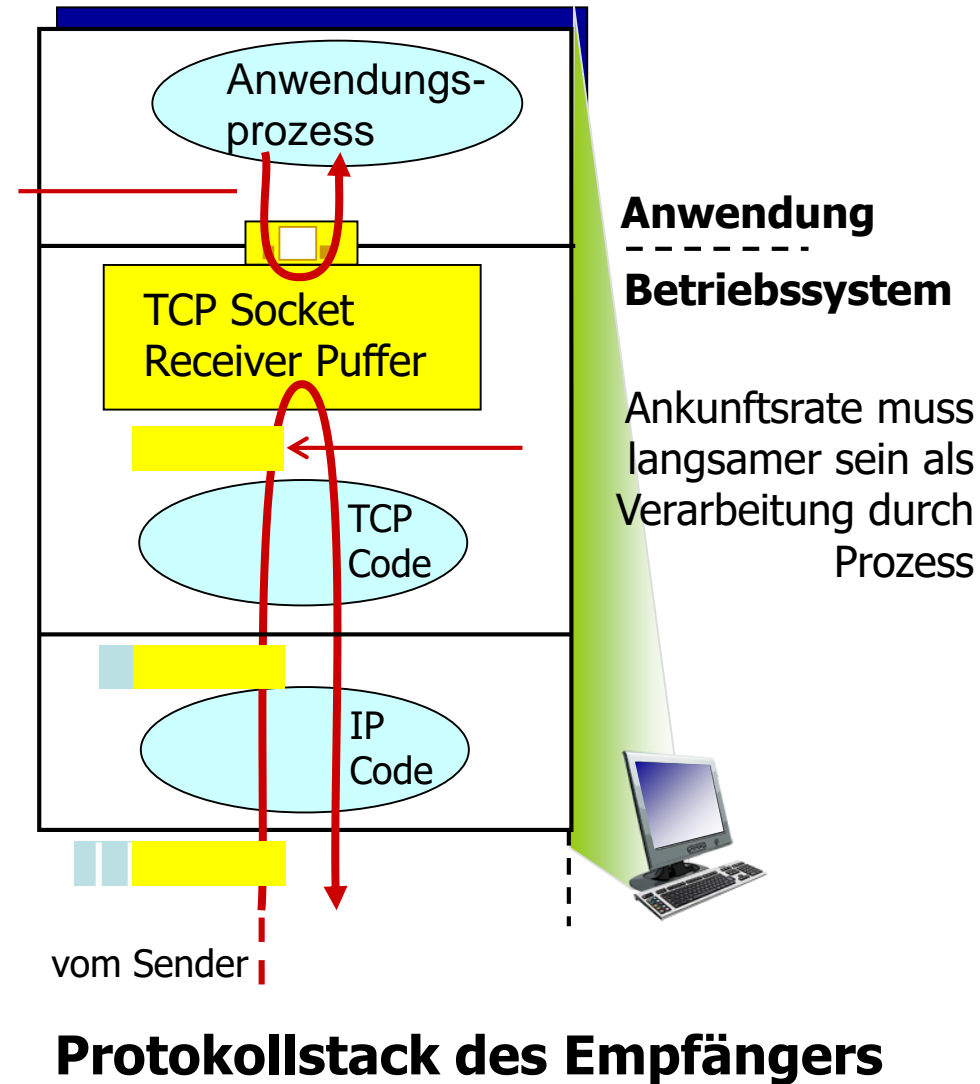 Anwendungs-
prozess
Anwendung
Betriebssystem
TCP Socket
Receiver Puffer
Ankunftsrate muss
langsamer sein als
Verarbeitung durch
Prozess
TCP
Code
IP
Code
vom Sender
Protokollstack des Empfängers